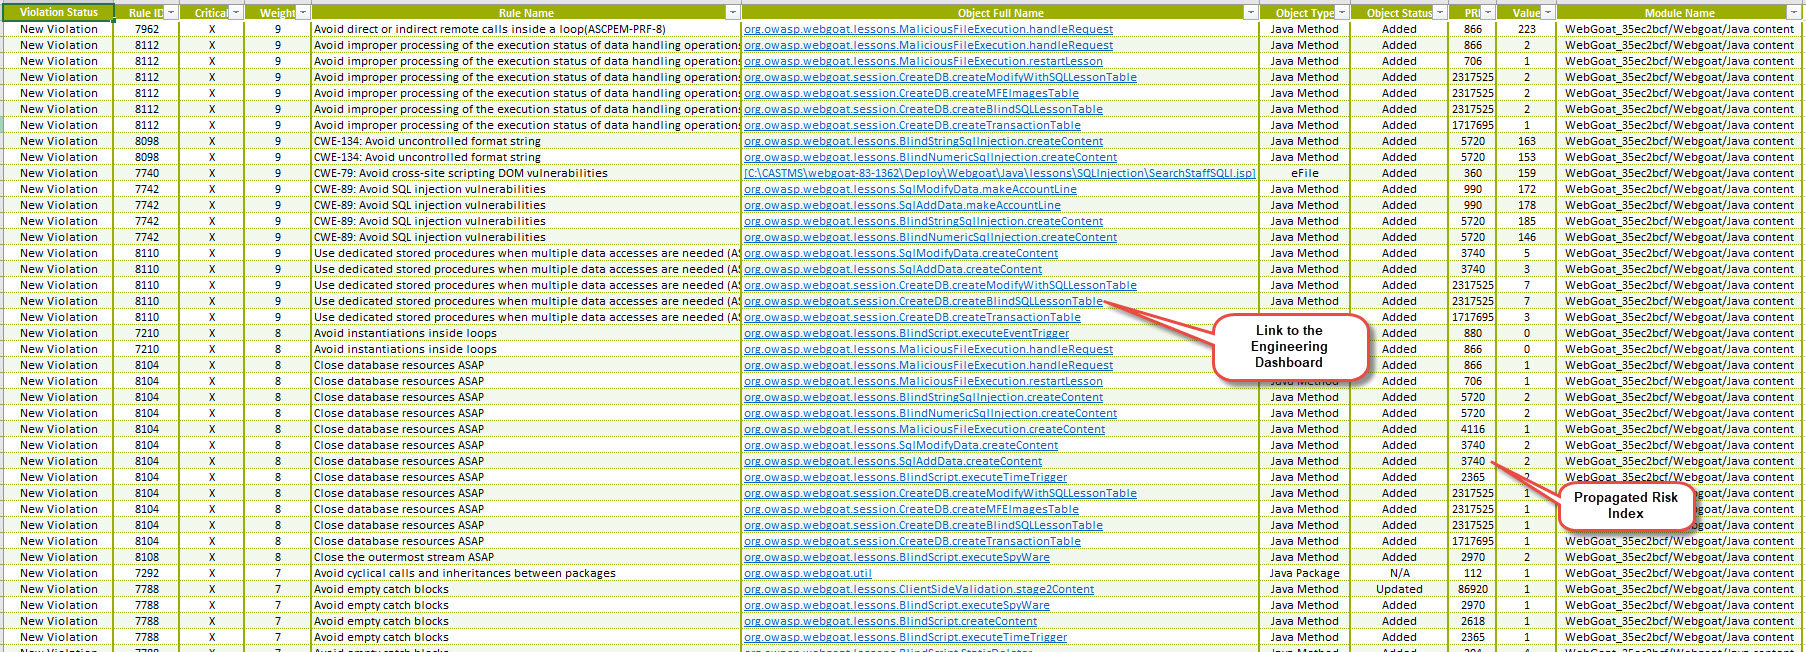 Violation Status Rule ID Critical Weight Rule Name Object Full Name Object Type Object Status PRI Value Module Name
New Violation 7962 X 9 Avoid direct or indirect remote calls inside a loop(ASCPEM-PRF-8) org.owasp.webgoat.lessons.MaliciousFileExecution.handleRequest Java Method Added 866 223 WebGoat_35ec2bcf/Webgoat/Java content
New Violation 8112 X 9 Avoid improper processing of the execution status of data handling operations org.owasp.webgoat.lessons.MaliciousFileExecution.handleRequest Java Method Added 866 2 WebGoat_35ec2bcf/Webgoat/Java content
New Violation 8112 X 9 Avoid improper processing of the execution status of data handling operations org.owasp.webgoat.lessons.MaliciousFileExecution.restartLesson Java Method Added 706 1 WebGoat_35ec2bcf/Webgoat/Java content
New Violation 8112 X 9 Avoid improper processing of the execution status of data handling operations org.owasp.webgoat.session.CreateDB.createModifyWithSQLLessonTable Java Method Added 2317525 2 WebGoat_35ec2bcf/Webgoat/Java content
New Violation 8112 X 9 Avoid improper processing of the execution status of data handling operations org.owasp.webgoat.session.CreateDB.createMFEImagesTable Java Method Added 2317525 2 WebGoat_35ec2bcf/Webgoat/Java content
New Violation 8112 X 9 Avoid improper processing of the execution status of data handling operations org.owasp.webgoat.session.CreateDB.createBlindSQLLessonTable Java Method Added 2317525 2 WebGoat_35ec2bcf/Webgoat/Java content
New Violation 8112 X 9 Avoid improper processing of the execution status of data handling operations org.owasp.webgoat.session.CreateDB.createTransactionTable Java Method Added 1717695 1 WebGoat_35ec2bcf/Webgoat/Java content
New Violation 8098 X 9 CWE-134: Avoid uncontrolled format string org.owasp.webgoat.lessons.BlindStringSqlInjection.createContent Java Method Added 5720 163 WebGoat_35ec2bcf/Webgoat/Java content
New Violation 8098 X 9 CWE-134: Avoid uncontrolled format string org.owasp.webgoat.lessons.BlindNumericSqlInjection.createContent Java Method Added 5720 153 WebGoat_35ec2bcf/Webgoat/Java content
New Violation 7740 X 9 CWE-79: Avoid cross-site scripting DOM vulnerabilities [C:\CASTMS\webgoat-83-1362\Deploy\Webgoat\Java\lessons\SQLInjection\SearchStaffSQLI.jsp] eFile Added 360 159 WebGoat_35ec2bcf/Webgoat/Java content
New Violation 7742 X 9 CWE-89: Avoid SQL injection vulnerabilities org.owasp.webgoat.lessons.SqlModifyData.makeAccountLine Java Method Added 990 172 WebGoat_35ec2bcf/Webgoat/Java content
New Violation 7742 X 9 CWE-89: Avoid SQL injection vulnerabilities org.owasp.webgoat.lessons.SqlAddData.makeAccountLine Java Method Added 990 178 WebGoat_35ec2bcf/Webgoat/Java content
New Violation 7742 X 9 CWE-89: Avoid SQL injection vulnerabilities org.owasp.webgoat.lessons.BlindStringSqlInjection.createContent Java Method Added 5720 185 WebGoat_35ec2bcf/Webgoat/Java content
New Violation 7742 X 9 CWE-89: Avoid SQL injection vulnerabilities org.owasp.webgoat.lessons.BlindNumericSqlInjection.createContent Java Method Added 5720 146 WebGoat_35ec2bcf/Webgoat/Java content
New Violation 8110 X 9 Use dedicated stored procedures when multiple data accesses are needed (AS org.owasp.webgoat.lessons.SqlModifyData.createContent Java Method Added 3740 5 WebGoat_35ec2bcf/Webgoat/Java content
New Violation 8110 X 9 Use dedicated stored procedures when multiple data accesses are needed (AS org.owasp.webgoat.lessons.SqlAddData.createContent Java Method Added 3740 3 WebGoat_35ec2bcf/Webgoat/Java content
New Violation 8110 X 9 Use dedicated stored procedures when multiple data accesses are needed (AS org.owasp.webgoat.session.CreateDB.createModifyWithSQLLessonTable Java Method Added 2317525 7 WebGoat_35ec2bcf/Webgoat/Java content
New Violation 8110 X 9 Use dedicated stored procedures when multiple data accesses are needed (AS org.owasp.webgoat.session.CreateDB.createBlindSQLLessonTable Java Method Added 2317525 7 WebGoat_35ec2bcf/Webgoat/Java content
New Violation 8110 X 9 Use dedicated stored procedures when multiple data accesses are needed (AS org.owasp.webgoat.session.CreateDB.createTransactionTable Added 1717695 3 WebGoat_35ec2bcf/Webgoat/Java content
New Violation 7210 X 8 Avoid instantiations inside loops org.owasp.webgoat.lessons.BlindScript.executeEventTrigger Added 880 0 WebGoat_35ec2bcf/Webgoat/Java content
New Violation 7210 X 8 Avoid instantiations inside loops org.owasp.webgoat.lessons.MaliciousFileExecution.handleRequest Added 866 0 WebGoat_35ec2bcf/Webgoat/Java content
New Violation 8104 X 8 Close database resources ASAP org.owasp.webgoat.lessons.MaliciousFileExecution.handleRequest Added 866 1 WebGoat_35ec2bcf/Webgoat/Java content
Link to the
Engineering
Dashboard
New Violation 8104 X 8 Close database resources ASAP org.owasp.webgoat.lessons.MaliciousFileExecution.restartLesson Java Method Added 706 1 WebGoat_35ec2bcf/Webgoat/Java content
New Violation 8104 X 8 Close database resources ASAP org.owasp.webgoat.lessons.BlindStringSqlInjection.createContent Java Method Added 5720 2 WebGoat_35ec2bcf/Webgoat/Java content
New Violation 8104 X 8 Close database resources ASAP org.owasp.webgoat.lessons.BlindNumericSqlInjection.createContent Java Method Added 5720 2 WebGoat_35ec2bcf/Webgoat/Java content
New Violation 8104 X 8 Close database resources ASAP org.owasp.webgoat.lessons.MaliciousFileExecution.createContent Java Method Added 4116 1 WebGoat_35ec2bcf/Webgoat/Java content
New Violation 8104 X 8 Close database resources ASAP org.owasp.webgoat.lessons.SqlModifyData.createContent Java Method Added 3740 2 WebGoat_35ec2bcf/Webgoat/Java content
New Violation 8104 X 8 Close database resources ASAP org.owasp.webgoat.lessons.SqlAddData.createContent Java Method Added 3740 2 WebGoat_35ec2bcf/Webgoat/Java content
New Violation 8104 X 8 Close database resources ASAP org.owasp.webgoat.lessons.BlindScript.executeTimeTrigger Java Method Added 2365 WebGoat_35ec2bcf/Webgoat/Java content
New Violation 8104 X 8 Close database resources ASAP org.owasp.webgoat.session.CreateDB.createModifyWithSQLLessonTable Java Method Added 2317525 1 Java content
New Violation 8104 X 8 Close database resources ASAP org.owasp.webgoat.session.CreateDB.createMFEImagesTable Java Method Added 2317525 1 Java content
New Violation 8104 X 8 Close database resources ASAP org.owasp.webgoat.session.CreateDB.createBlindSQLLessonTable Java Method Added 2317525 1 Java content
Propagated Risk
Index
New Violation 8104 X 8 Close database resources ASAP org.owasp.webgoat.session.CreateDB.createTransactionTable Java Method Added 1717695 1 WebGoat_35ec2bcf/Webgoat/Java content
New Violation 8108 X 8 Close the outermost stream ASAP org.owasp.webgoat.lessons.BlindScript.executeSpyWare Java Method Added 2970 2 WebGoat_35ec2bcf/Webgoat/Java content
New Violation 7292 X 7 Avoid cyclical calls and inheritances between packages org.owasp.webgoat.util Java Package N/A 112 1 WebGoat_35ec2bcf/Webgoat/Java content
New Violation 7788 X 7 Avoid empty catch blocks org.owasp.webgoat.lessons.ClientSideValidation.stage2Content Java Method Updated 86920 1 WebGoat_35ec2bcf/Webgoat/Java content
New Violation 7788 X 7 Avoid empty catch blocks org.owasp.webgoat.lessons.BlindScript.executeSpyWare Java Method Added 2970 1 WebGoat_35ec2bcf/Webgoat/Java content
New Violation 7788 X 7 Avoid empty catch blocks org.owasp.webgoat.lessons.BlindScript.createContent Java Method Added 2618 1 WebGoat_35ec2bcf/Webgoat/Java content
New Violation 7788 X 7 Avoid empty catch blocks org.owasp.webgoat.lessons.BlindScript.executeTimeTrigger Java Method Added 2365 1 WebGoat_35ec2bcf/Webgoat/Java content